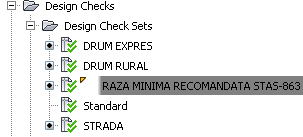 Design Checks
Design Check Sets
DRUM EXPRES
DRUM RURAL
RAZA MINIMA RECOMANDATA STAS-863
Standard
STRADA